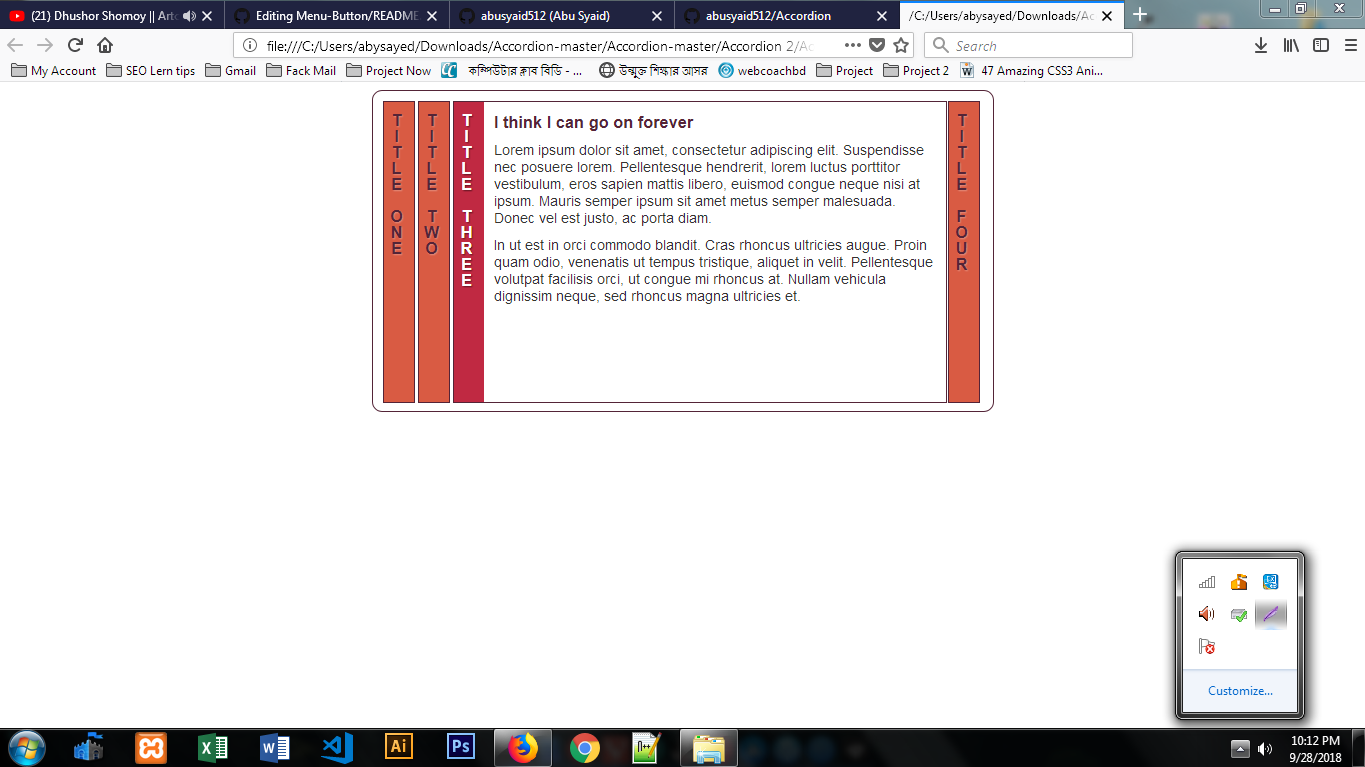 (21) Dhushor Shomoy || Arto
Editing Menu-Button/README.
abusyaid512 (Abu Syaid)
abusyaid512/Accordion
/C:/Users/abysayed/Downloads/Ac
file:///C:/Users/abysayed/Downloads/Accordion-master/Accordion-master/Accordion 2/Ac
Search
My Account
SEO Lern tips
Gmail
Fack Mail
Project Now
কম্পিউটার ক্লাব বিডি - ...
উন্মুক্ত শিক্ষার আসর
webcoachbd
Project
Project 2
47 Amazing CSS3 Ani...
TITLE ONE
TITLE TWO
TITLE THREE
I think I can go on forever
Lorem ipsum dolor sit amet, consectetur adipiscing elit. Suspendisse
nec posuere lorem. Pellentesque hendrerit, lorem luctus porttitor
vestibulum, eros sapien mattis libero, euismod congue neque nisi at
ipsum. Mauris semper ipsum sit amet metus semper malesuada.
Donec vel est justo, ac porta diam.
In ut est in orci commodo blandit. Cras rhoncus ultricies augue. Proin
quam odio, venenatis ut tempus tristique, aliquet in velit. Pellentesque
volutpat facilisis orci, ut congue mi rhoncus at. Nullam vehicula
dignissim neque, sed rhoncus magna ultricies et.
TITLE FOUR
Customize...
Ai
Ps
10:12 PM
9/28/2018